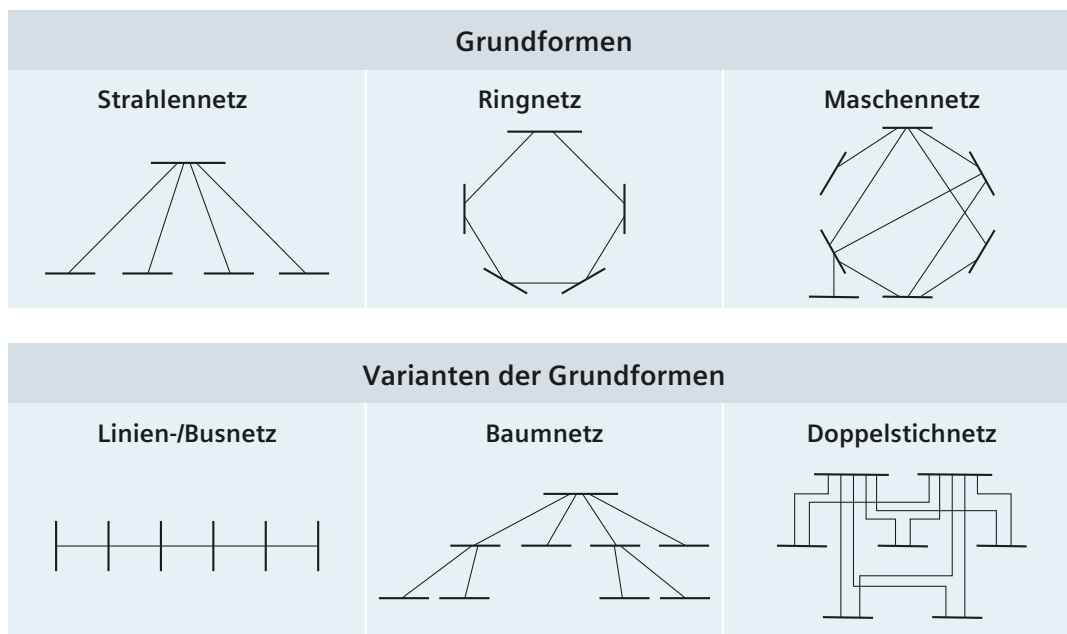 Grundformen
Strahlennetz
Ringnetz
Maschennetz
Varianten der Grundformen
Linien-/Busnetz
Baumnetz
Doppelstichnetz